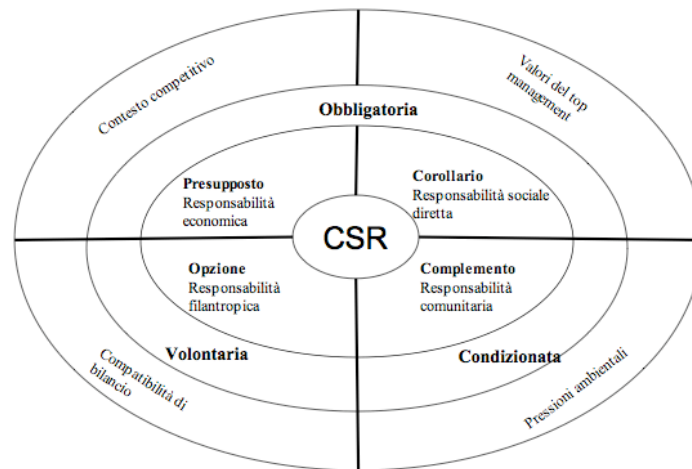 Contesto competitivo
Valori del top
management
Obbligatoria
Presupposto
Responsabilità
economica
Corollario
Responsabilità sociale
diretta
CSR
Opzione
Responsabilità
filantropica
Complemento
Responsabilità
comunitaria
Volontaria
Condizionata
Compatibilità di
bilancio
Pressioni ambientali